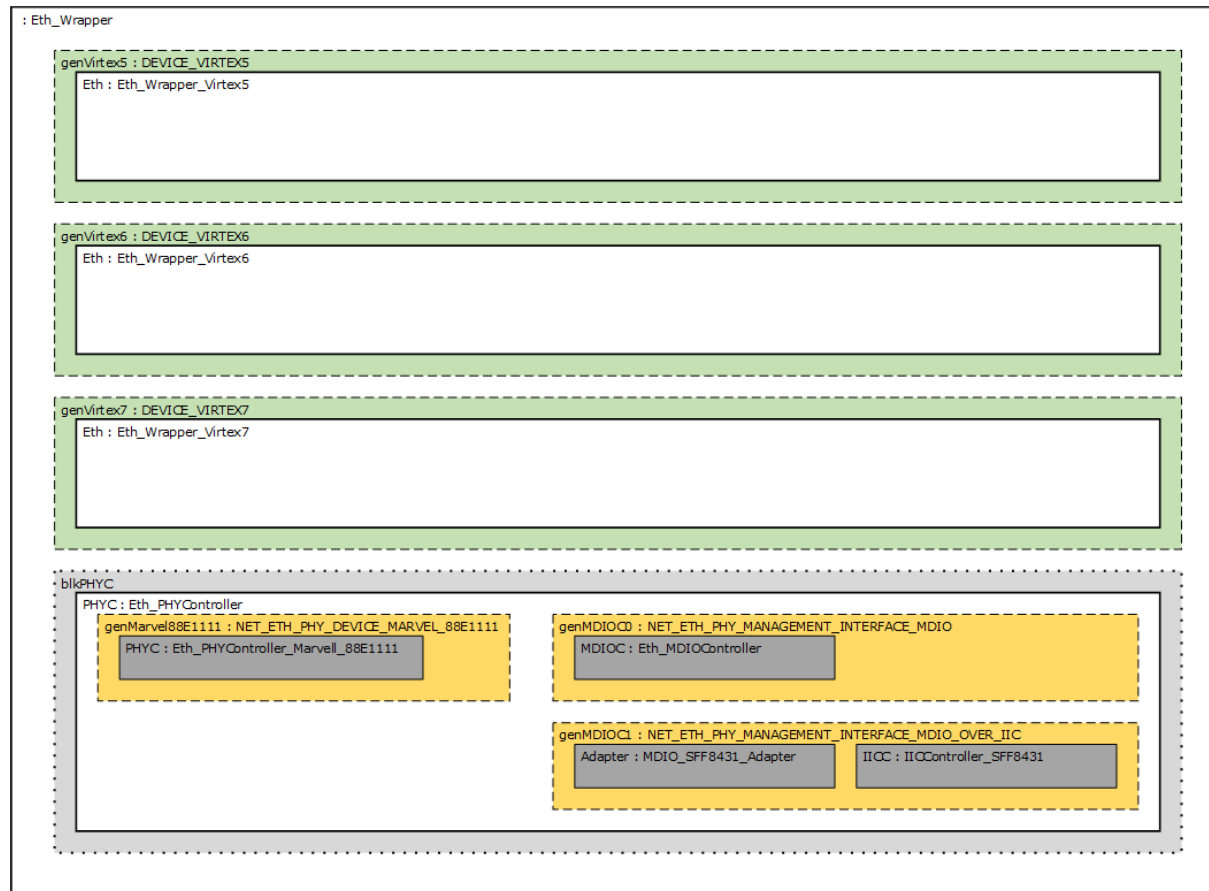 : Eth_Wrapper
genVirtex5 : DEVICE_VIRTEX5
Eth : Eth_Wrapper_Virtex5
genVirtex6 : DEVICE_VIRTEX6
Eth : Eth_Wrapper_Virtex6
genVirtex7 : DEVICE_VIRTEX7
Eth : Eth_Wrapper_Virtex7
blkPHYC
PHYC : Eth_PHYController
genMarvel88E1111 : NET_ETH_PHY_DEVICE_MARVEL_88E1111
PHYC : Eth_PHYController_Marvell_88E1111
genMDIOC0 : NET_ETH_PHY_MANAGEMENT_INTERFACE_MDIO
MDIOC : Eth_MDIOController
genMDIOC1 : NET_ETH_PHY_MANAGEMENT_INTERFACE_MDIO_OVER_IIC
Adapter : MDIO_SFF8431_Adapter
IICC : IICController_SFF8431